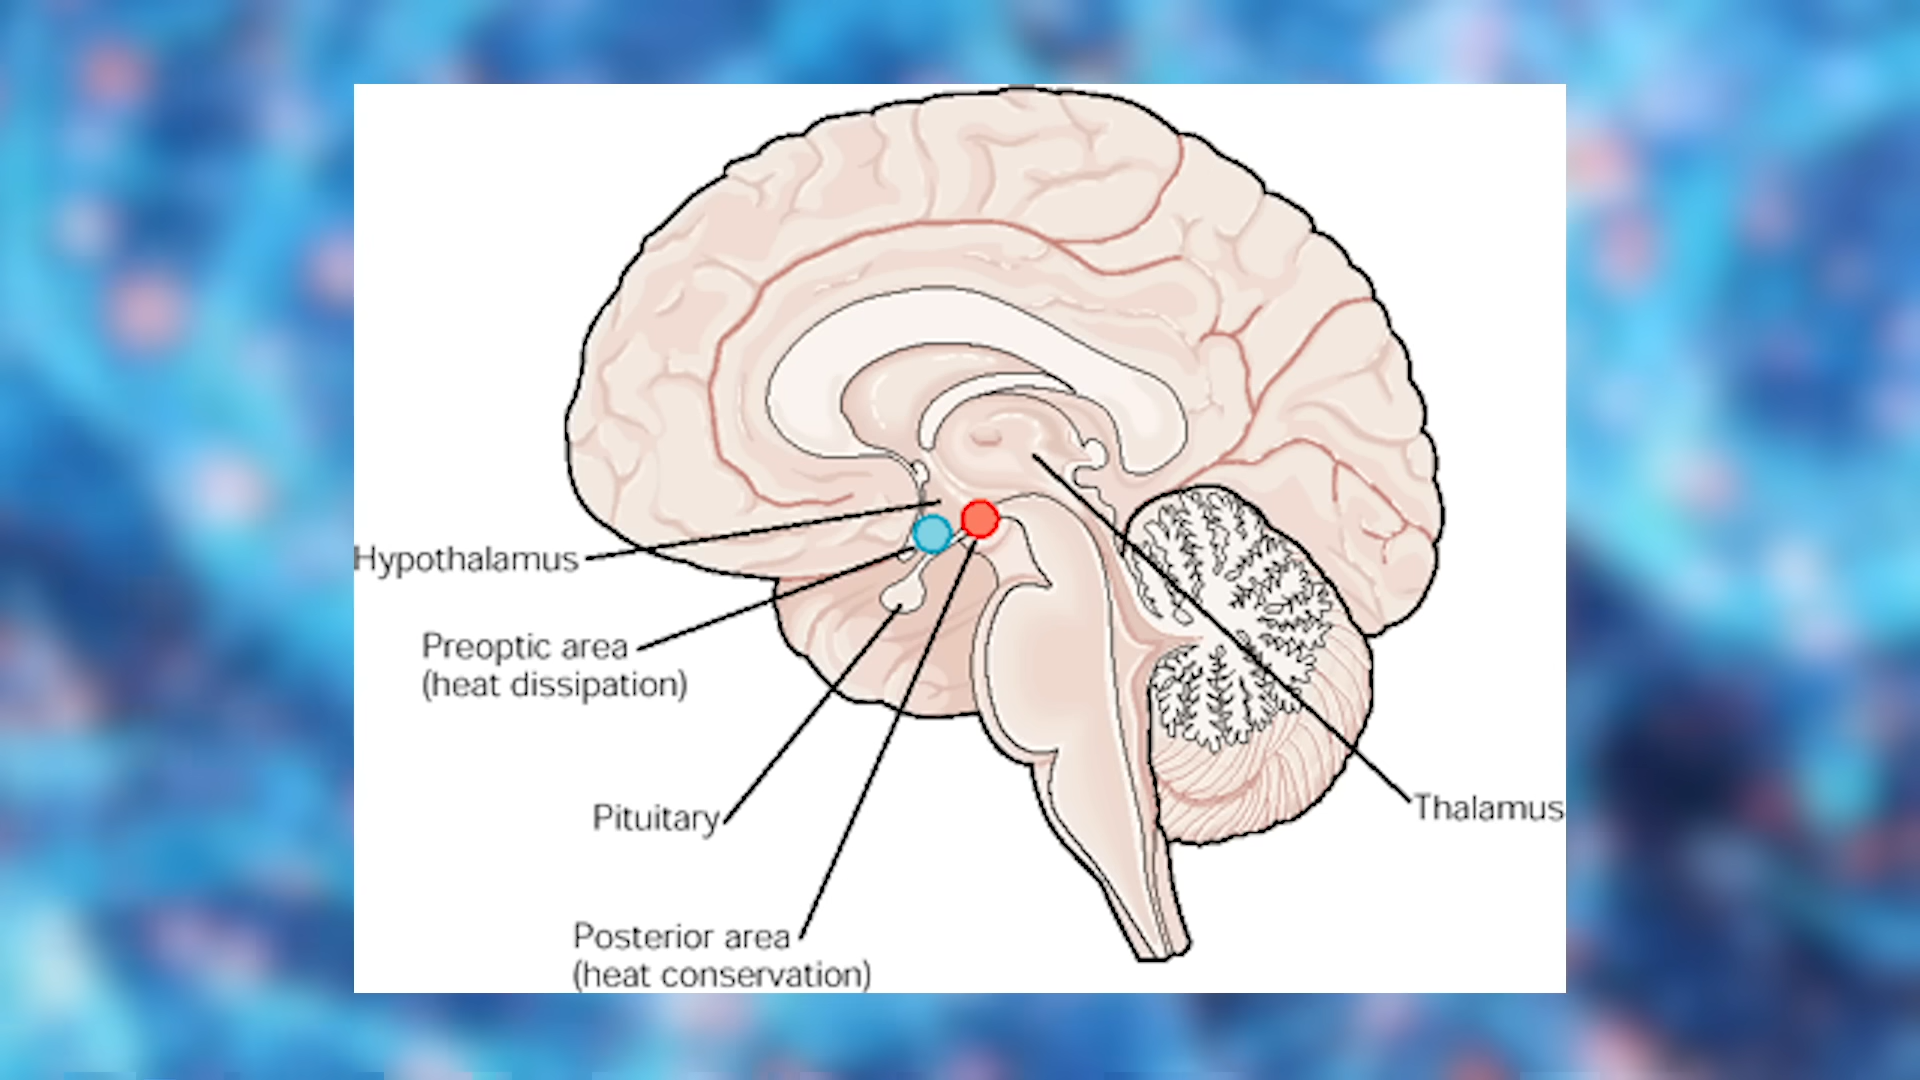 Hypothalamus
Preoptic area
(heat dissipation)
Pituitary
Thalamus
Posterior area
(heat conservation)